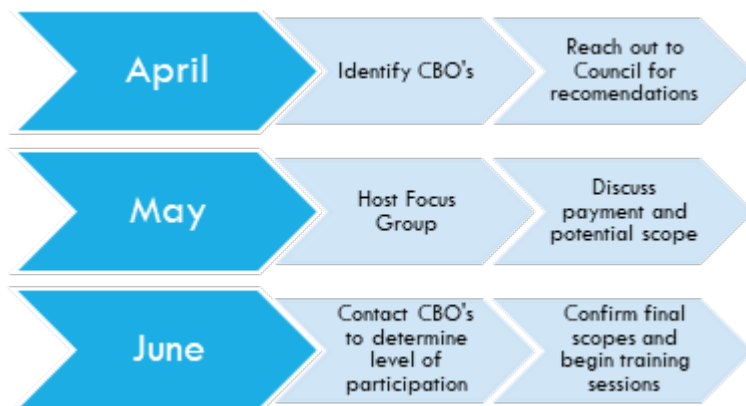 April
Identify CBO's
Reach out to
Council for
recomendations
May
Host Focus
Group
Discuss
payment and
potential scope
June
Contact CBO's
to determine
level of
participation
Confirm final
scopes and
begin training
sessions